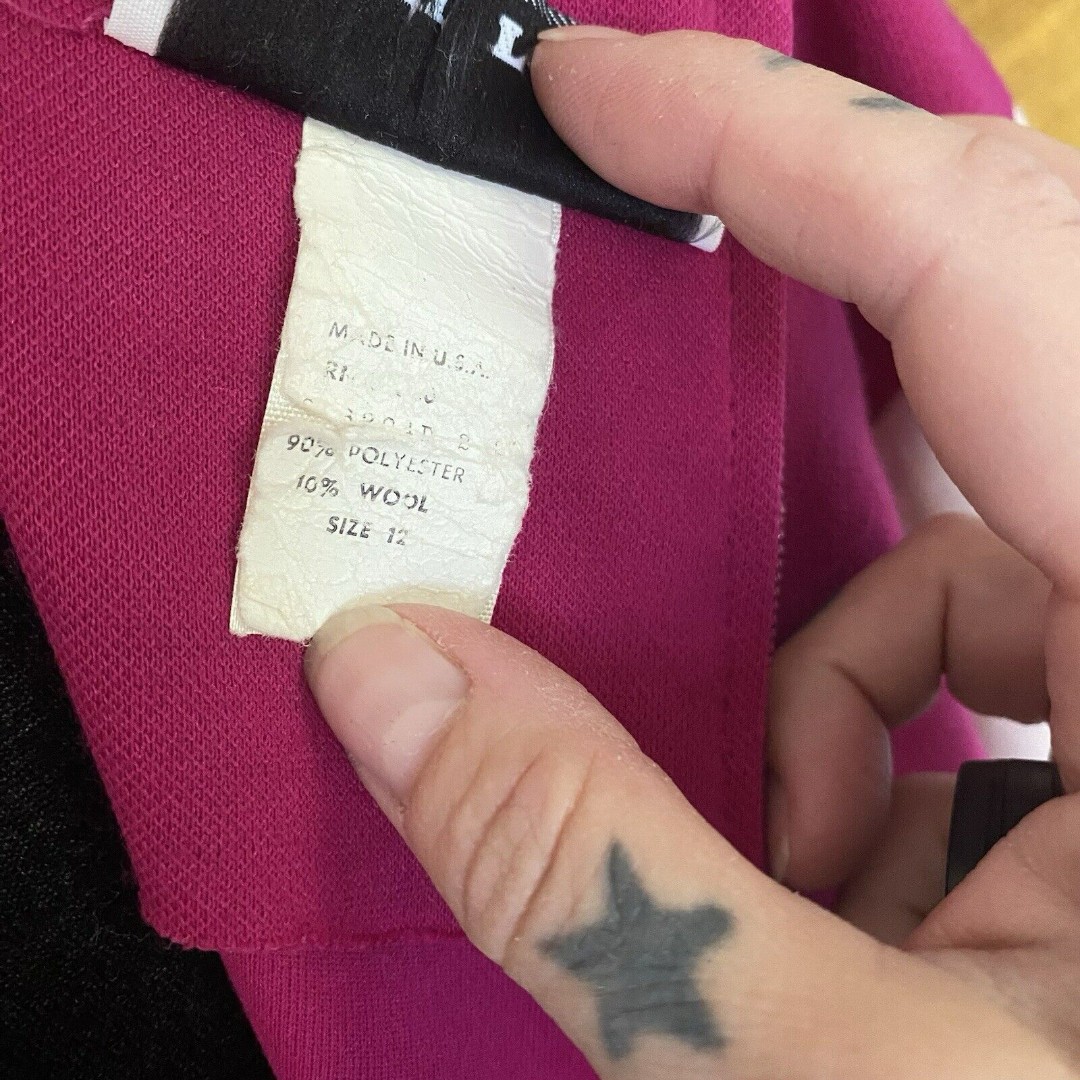 L
MADE IN U.S.A.
90% POLYESTER
10% WOOL
SIZE 12